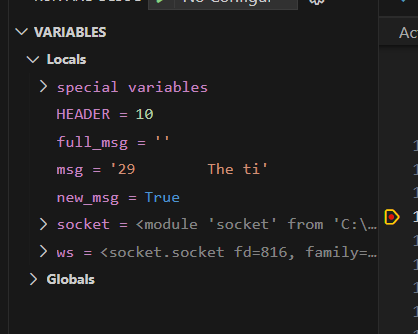 No Configur
VARIABLES
Locals
special variables
HEADER = 10
full_msg = ''
msg = '29        The ti'
new_msg = True
socket = <module 'socket' from 'C:\...
ws = <socket.socket fd=816, family=...
Globals
Ac